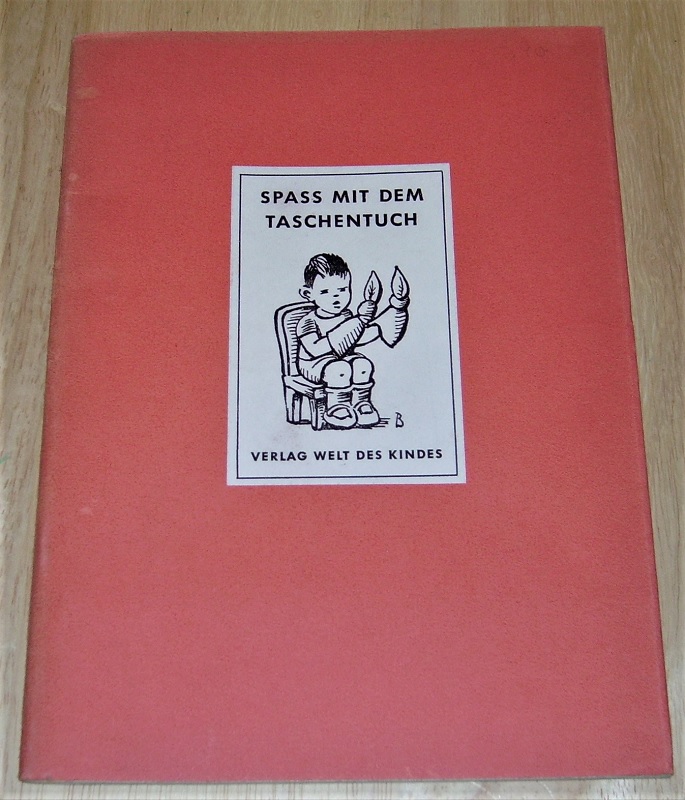 SPASS MIT DEM
TASCHENTUCH
B
VERLAG WELT DES KINDES